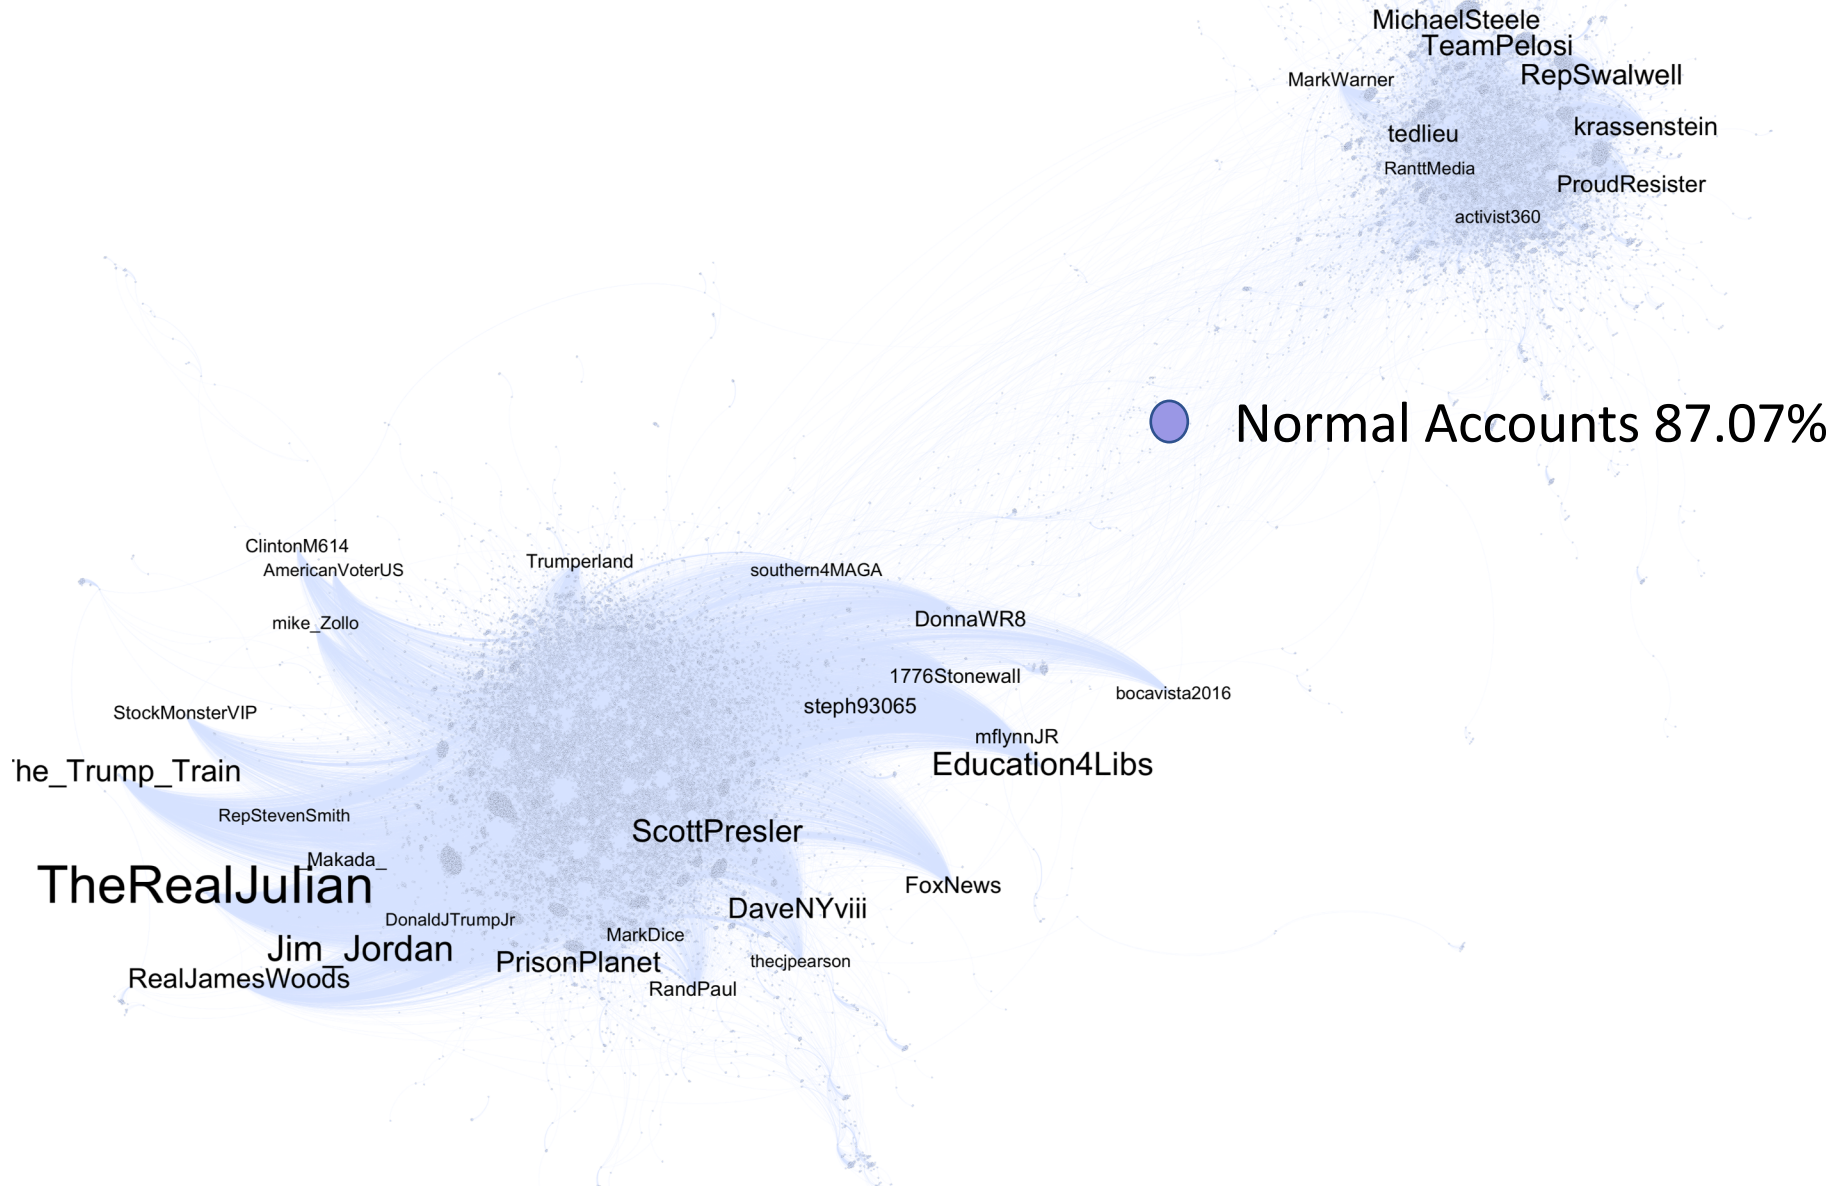 MichaelSteele
TeamPelosi
RepSwalwell
MarkWarner
krassenstein
tedlieu
RanttMedia
ProudResister
activist360
Normal Accounts 87.07%
ClintonM614
AmericanVoterUS
Trumperland
southern4MAGA
mike_Zollo
DonnaWR8
1776Stonewall
bocavista2016
steph93065
StockMonsterVIP
mflynnJR
Education4Libs
he_Trump_Train
RepStevenSmith
ScottPresler
_Makada_
TheRealJulian
FoxNews
DaveNYviii
DonaldJTrumpJr
MarkDice
Jim_Jordan
PrisonPlanet
thecjpearson
RealJamesWoods
RandPaul